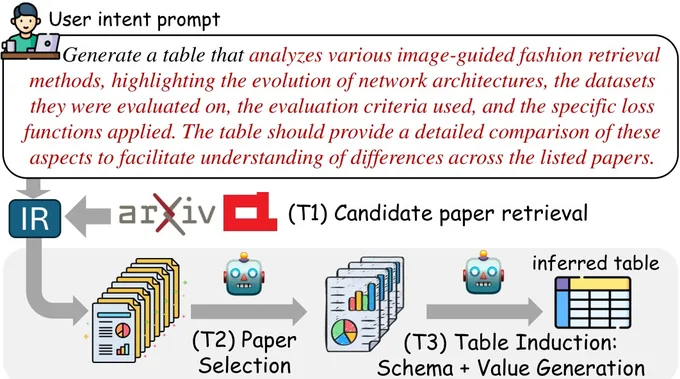 User intent prompt
Generate a table that analyzes various image-guided fashion retrieval
methods, highlighting the evolution of network architectures, the datasets
they were evaluated on, the evaluation criteria used, and the specific loss
functions applied. The table should provide a detailed comparison of these
aspects to facilitate understanding of differences across the listed papers.
IR
arXiv
(T1) Candidate paper retrieval
inferred table
(T2) Paper
Selection
(T3) Table Induction:
Schema + Value Generation